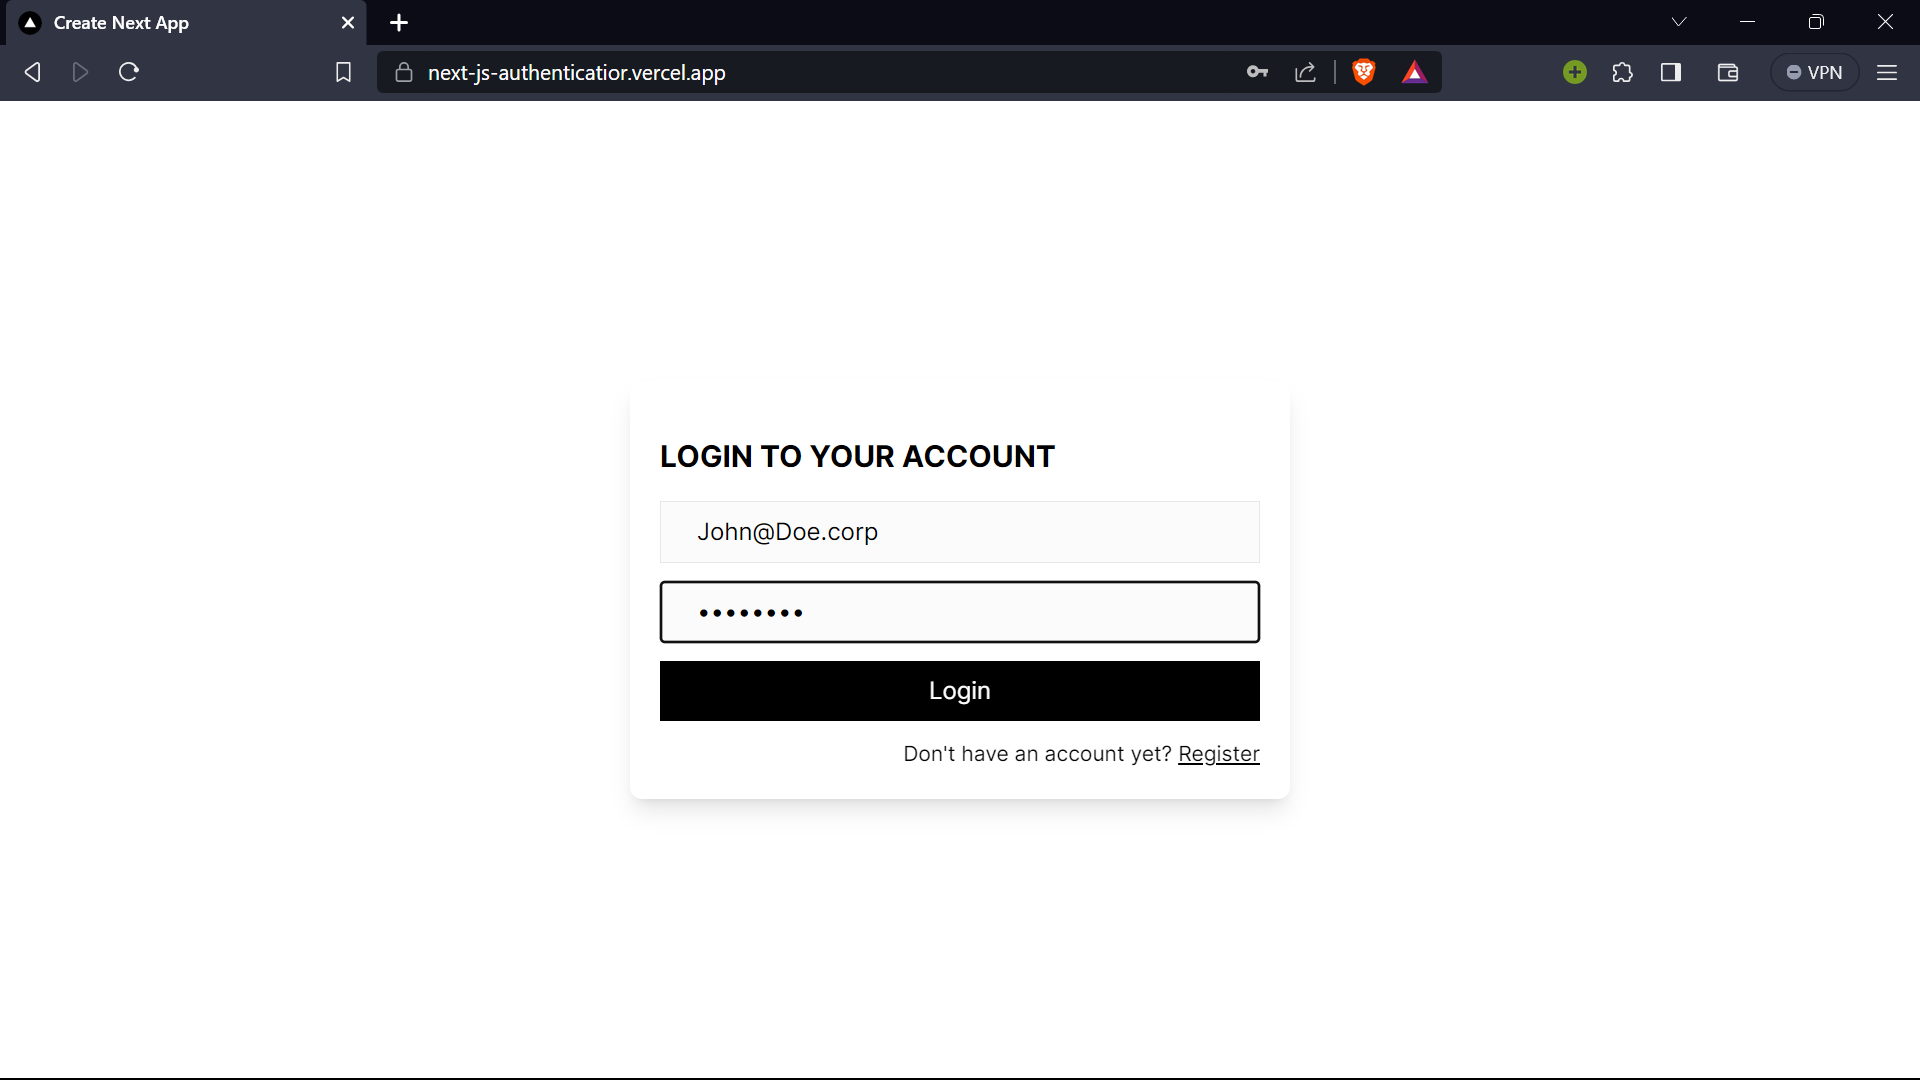 Create Next App
next-js-authenticatior.vercel.app
VPN
LOGIN TO YOUR ACCOUNT
John@Doe.corp
••••••••
Login
Don't have an account yet? Register